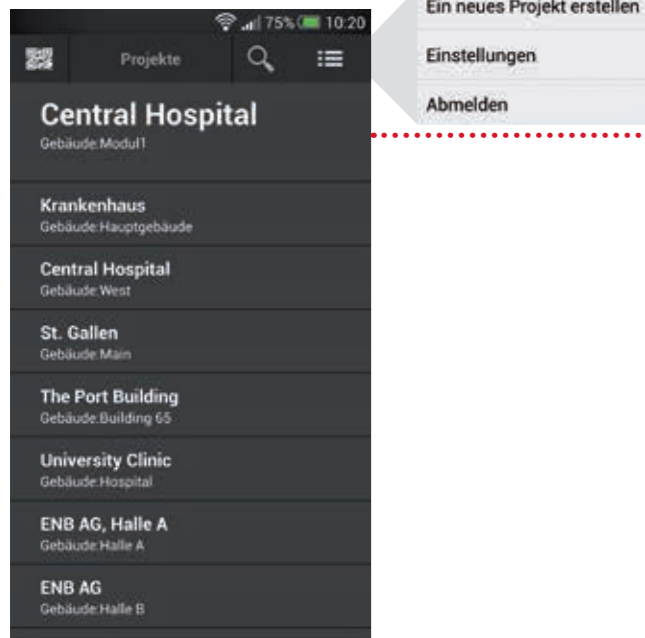 75% 10:20
Projekte
Central Hospital
Gebäude:Modul1
Krankenhaus
Gebäude:Hauptgebäude
Central Hospital
Gebäude:West
St. Gallen
Gebäude:Main
The Port Building
Gebäude:Building 65
University Clinic
Gebäude:Hospital
ENB AG, Halle A
Gebäude:Halle A
ENB AG
Gebäude:Halle B
Ein neues Projekt erstellen
Einstellungen
Abmelden